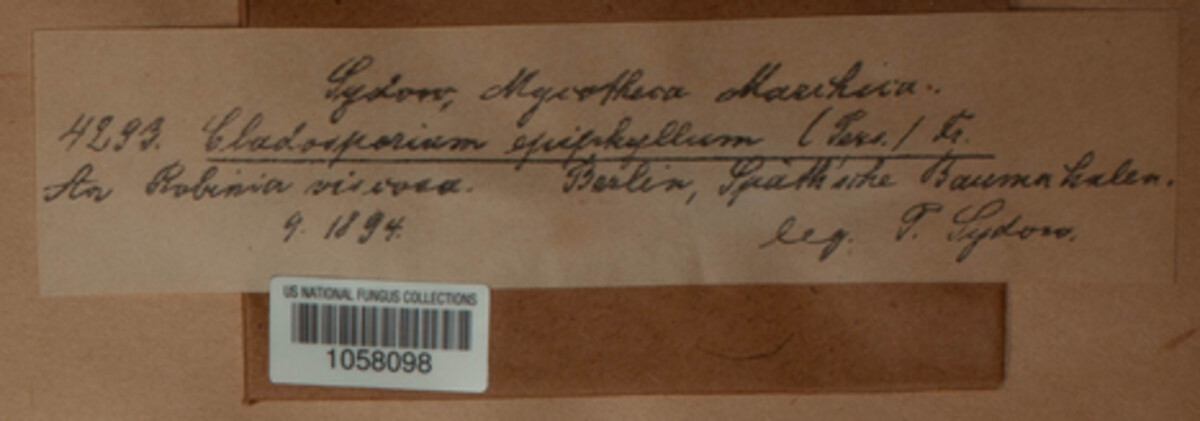 Sydow, Mycotheca Marchica.
4293. Cladosporium epiphyllum (Pers.) Fr.
An Robinia viscosa. Berlin, Späth'sche Baumschulen.
9. 1894.
leg. P. Sydow.
US NATIONAL FUNGUS COLLECTIONS
1058098